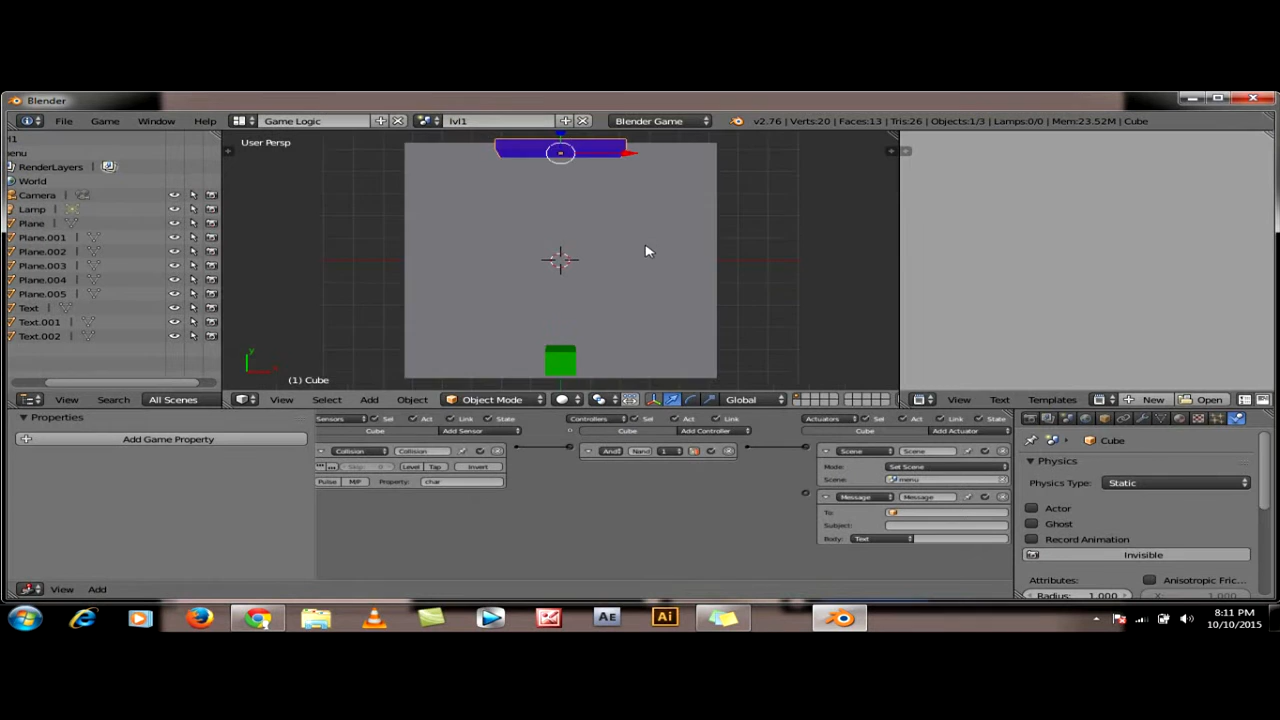 Blender
File Game Window Help Game Logic lvl1 Blender Game v2.76 | Verts:20 | Faces:13 | Tris:26 | Objects:1/3 | Lamps:0/0 | Mem:23.52M | Cube
User Persp
RenderLayers
World
Camera
Lamp
Plane
Plane.001
Plane.002
Plane.003
Plane.004
Plane.005
Text
Text.001
Text.002
(1) Cube
View Search All Scenes
View Select Add Object Object Mode Global
View Text Templates New Open
Properties
Add Game Property
Sensors Sel Act Link State
Cube Add Sensor
Collision Collision
Level Tap Invert
Pulse M/P Property: char
Controllers Sel Act Link
Cube Add Controller
And Nand 1
Actuators Sel Act Link State
Cube Add Actuator
Scene Scene
Mode: Set Scene
Scene: menu
Message Message
To:
Subject:
Body: Text
Cube
Physics
Physics Type: Static
Actor
Ghost
Record Animation
Invisible
Attributes: Anisotropic Fric...
Radius: 1.000 X: 1.000
View Add
Ae Ai
8:11 PM
10/10/2015